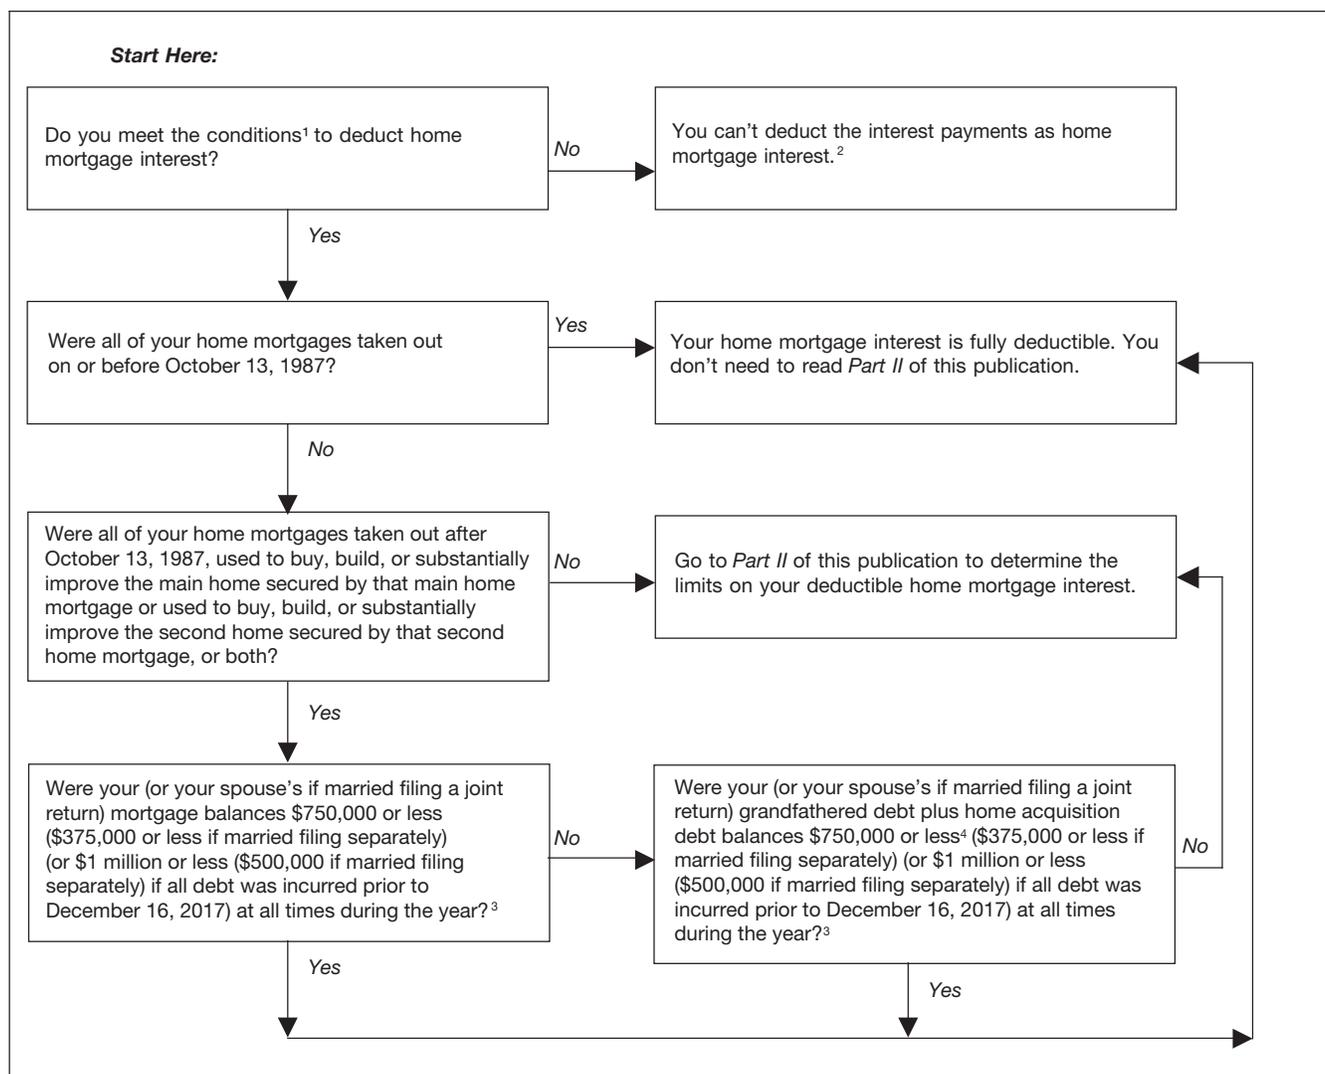 Start Here:
Do you meet the conditions¹ to deduct home
mortgage interest?
No
You can’t deduct the interest payments as home
mortgage interest.²
Yes
Were all of your home mortgages taken out
on or before October 13, 1987?
Yes
Your home mortgage interest is fully deductible. You
don’t need to read Part II of this publication.
No
Were all of your home mortgages taken out after
October 13, 1987, used to buy, build, or substantially
improve the main home secured by that main home
mortgage or used to buy, build, or substantially
improve the second home secured by that second
home mortgage, or both?
No
Go to Part II of this publication to determine the
limits on your deductible home mortgage interest.
Yes
Were your (or your spouse’s if married filing a joint
return) mortgage balances $750,000 or less
($375,000 or less if married filing separately)
(or $1 million or less ($500,000 if married filing
separately) if all debt was incurred prior to
December 16, 2017) at all times during the year?³
No
Were your (or your spouse’s if married filing a joint
return) grandfathered debt plus home acquisition
debt balances $750,000 or less⁴ ($375,000 or less if
married filing separately) (or $1 million or less
($500,000 if married filing separately) if all debt was
incurred prior to December 16, 2017) at all times
during the year?³
No
Yes
Yes